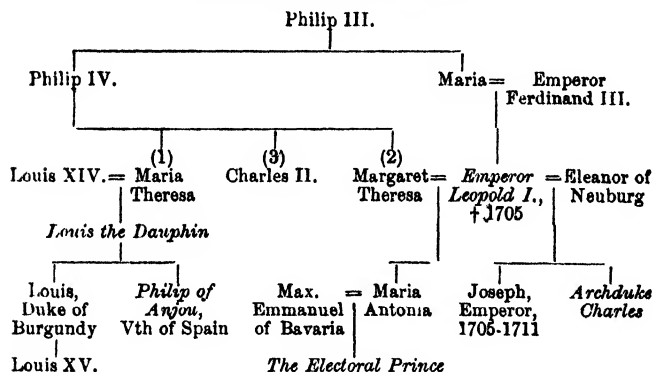 Philip III.
Philip IV. Maria= Emperor
Ferdinand III.
(1) (3) (2)
Louis XIV.= Maria Charles II. Margaret= Emperor = Eleanor of
Theresa Theresa Leopold I., Neuburg
† 1705
Louis the Dauphin
Louis, Philip of Max. = Maria Joseph, Archduke
Duke of Anjou, Emmanuel Antonia Emperor, Charles
Burgundy Vth of Spain of Bavaria 1705-1711
Louis XV. The Electoral Prince